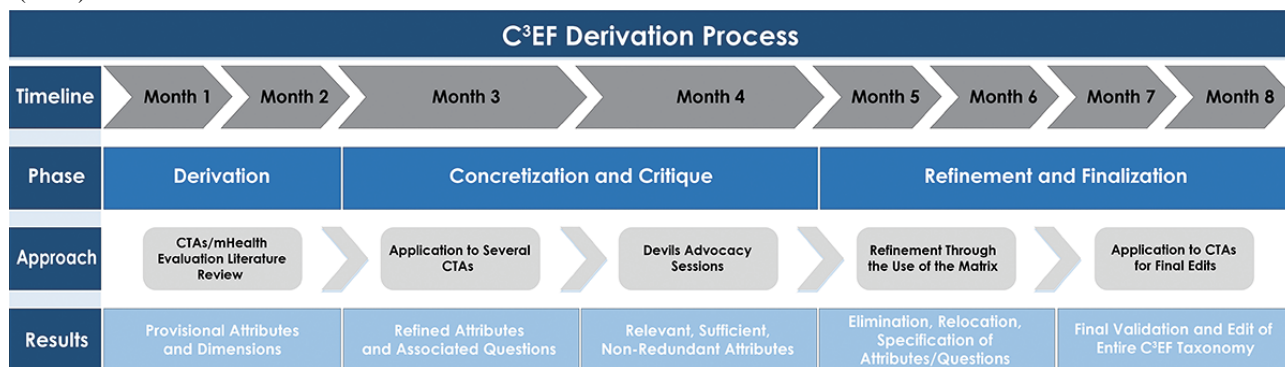 C³EF Derivation Process
Timeline
Month 1
Month 2
Month 3
Month 4
Month 5
Month 6
Month 7
Month 8
Phase
Derivation
Concretization and Critique
Refinement and Finalization
Approach
CTAs/mHealth
Evaluation Literature
Review
Application to Several
CTAs
Devils Advocacy
Sessions
Refinement Through
the Use of the Matrix
Application to CTAs
for Final Edits
Results
Provisional Attributes
and Dimensions
Refined Attributes
and Associated Questions
Relevant, Sufficient,
Non-Redundant Attributes
Elimination, Relocation,
Specification of
Attributes/Questions
Final Validation and Edit of
Entire C³EF Taxonomy